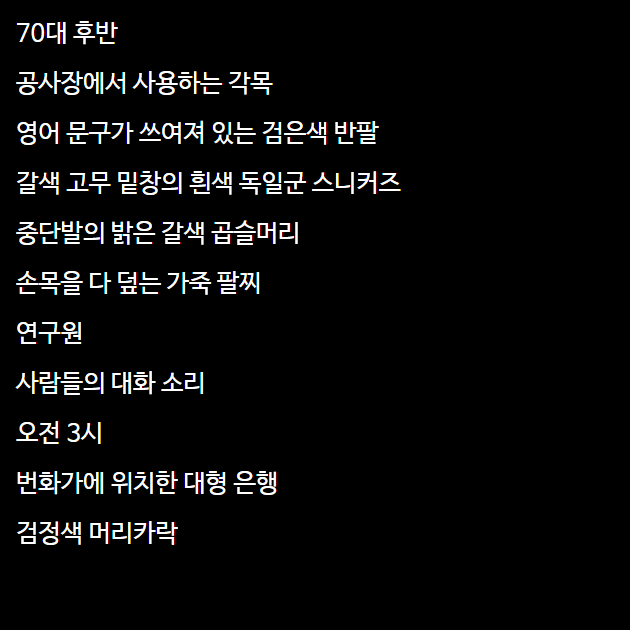 70대 후반
공사장에서 사용하는 각목
영어 문구가 쓰여져 있는 검은색 반팔
갈색 고무 밑창의 흰색 독일군 스니커즈
중단발의 밝은 갈색 곱슬머리
손목을 다 덮는 가죽 팔찌
연구원
사람들의 대화 소리
오전 3시
번화가에 위치한 대형 은행
검정색 머리카락